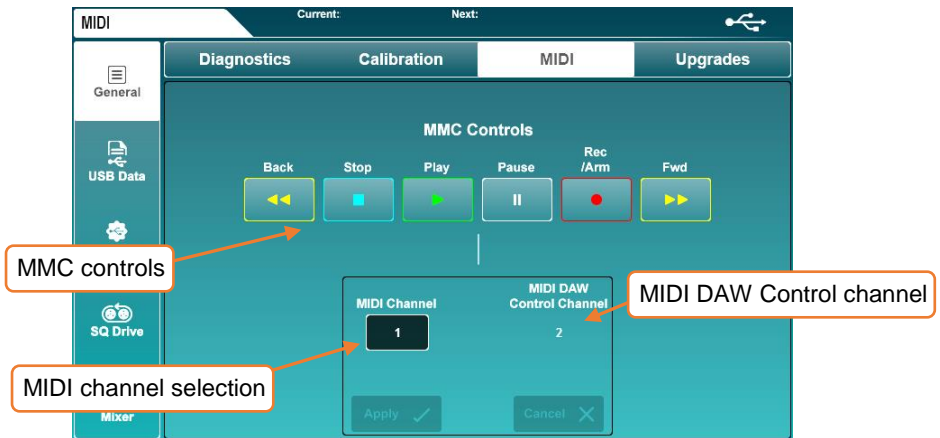 MIDI
Current:
Next:
General
USB Data
SQ Drive
Mixer
Diagnostics
Calibration
MIDI
Upgrades
MMC Controls
Back
Stop
Play
Pause
Rec
/Arm
Fwd
MMC controls
MIDI Channel
1
MIDI DAW
Control Channel
2
MIDI DAW Control channel
MIDI channel selection
Apply
Cancel